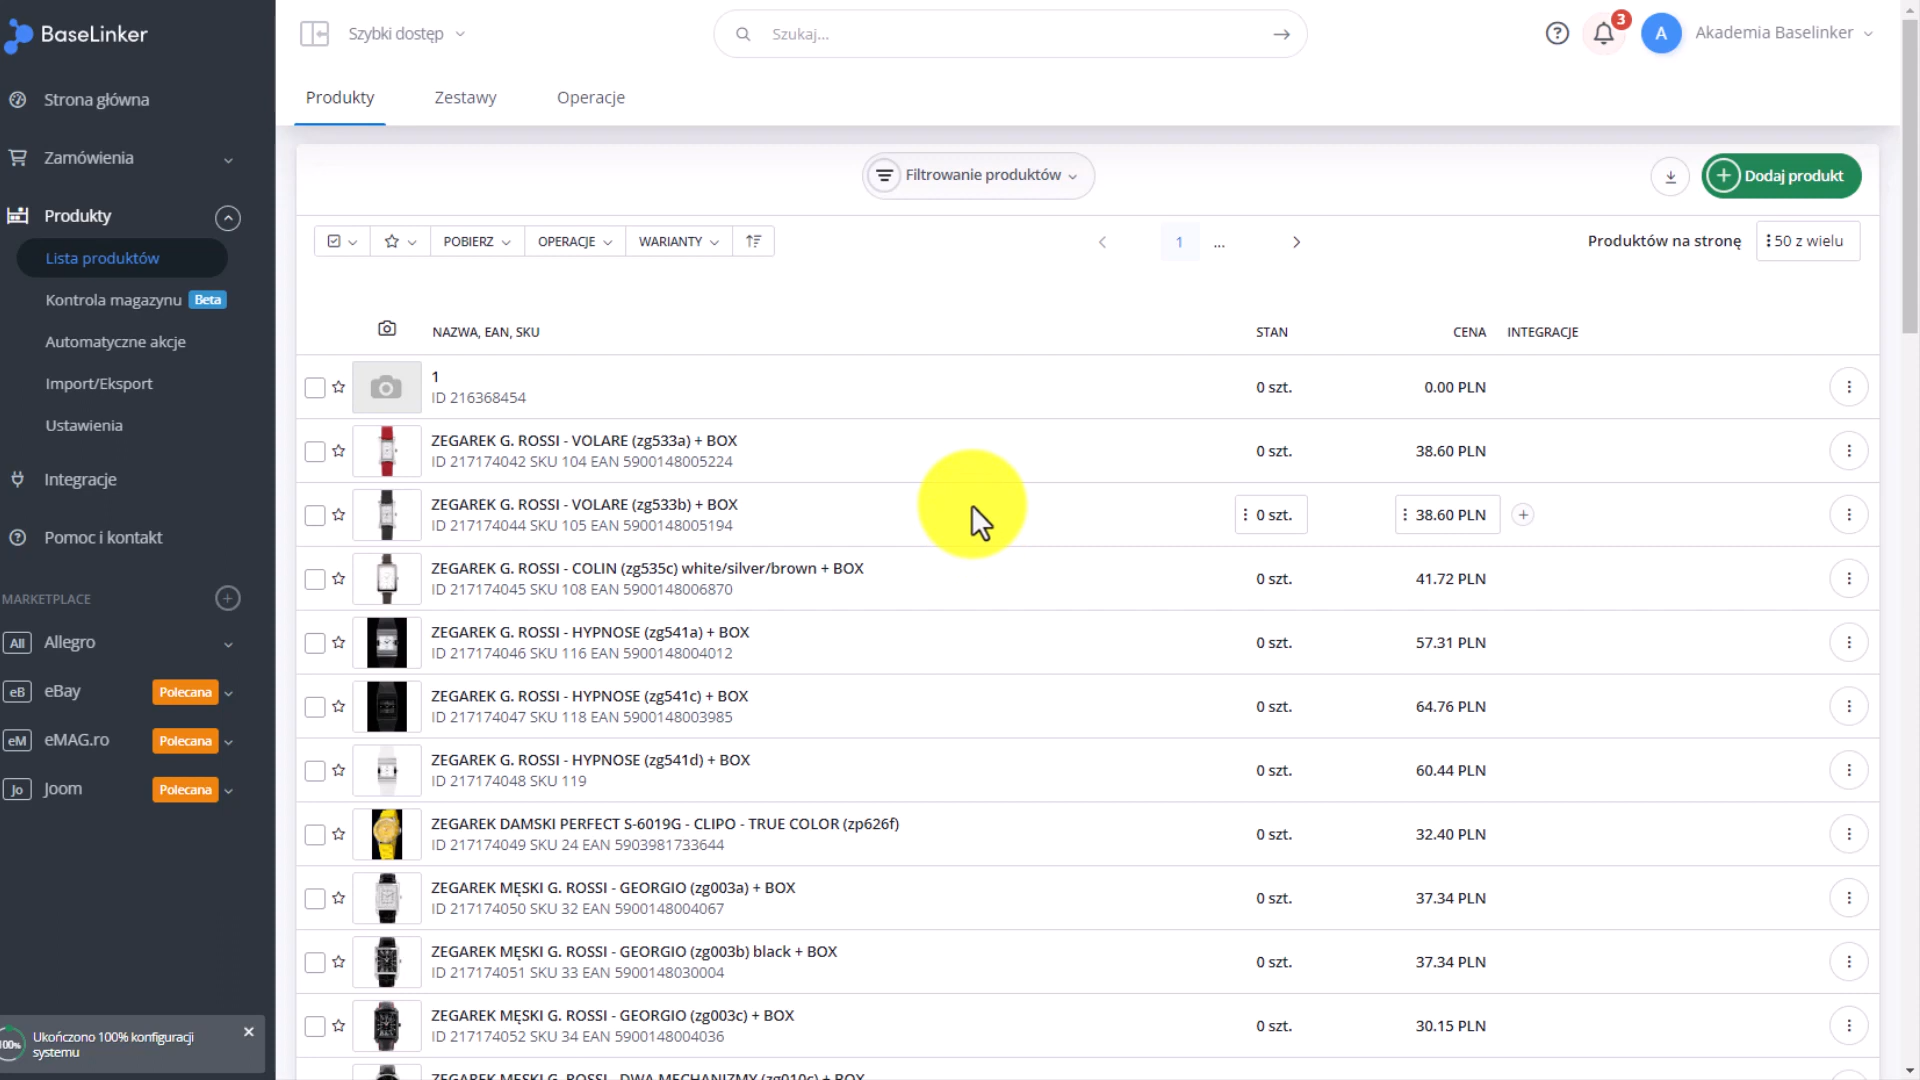 BaseLinker
Szybki dostęp
Szukaj...
3
A
Akademia Baselinker
Strona główna
Zamówienia
Produkty
Lista produktów
Kontrola magazynu Beta
Automatyczne akcje
Import/Eksport
Ustawienia
Integracje
Pomoc i kontakt
MARKETPLACE
All Allegro
eB eBay Polecana
eM eMAG.ro Polecana
Jo Joom Polecana
100%
Ukończono 100% konfiguracji
systemu
Produkty Zestawy Operacje
Filtrowanie produktów
Dodaj produkt
POBIERZ OPERACJE WARIANTY
1 ...
Produktów na stronę 50 z wielu
NAZWA, EAN, SKU STAN CENA INTEGRACJE
1
ID 216368454
0 szt. 0.00 PLN
ZEGAREK G. ROSSI - VOLARE (zg533a) + BOX
ID 217174042 SKU 104 EAN 5900148005224
0 szt. 38.60 PLN
ZEGAREK G. ROSSI - VOLARE (zg533b) + BOX
ID 217174044 SKU 105 EAN 5900148005194
0 szt. 38.60 PLN
ZEGAREK G. ROSSI - COLIN (zg535c) white/silver/brown + BOX
ID 217174045 SKU 108 EAN 5900148006870
0 szt. 41.72 PLN
ZEGAREK G. ROSSI - HYPNOSE (zg541a) + BOX
ID 217174046 SKU 116 EAN 5900148004012
0 szt. 57.31 PLN
ZEGAREK G. ROSSI - HYPNOSE (zg541c) + BOX
ID 217174047 SKU 118 EAN 5900148003985
0 szt. 64.76 PLN
ZEGAREK G. ROSSI - HYPNOSE (zg541d) + BOX
ID 217174048 SKU 119
0 szt. 60.44 PLN
ZEGAREK DAMSKI PERFECT S-6019G - CLIPO - TRUE COLOR (zp626f)
ID 217174049 SKU 24 EAN 5903981733644
0 szt. 32.40 PLN
ZEGAREK MĘSKI G. ROSSI - GEORGIO (zg003a) + BOX
ID 217174050 SKU 32 EAN 5900148004067
0 szt. 37.34 PLN
ZEGAREK MĘSKI G. ROSSI - GEORGIO (zg003b) black + BOX
ID 217174051 SKU 33 EAN 5900148030004
0 szt. 37.34 PLN
ZEGAREK MĘSKI G. ROSSI - GEORGIO (zg003c) + BOX
ID 217174052 SKU 34 EAN 5900148004036
0 szt. 30.15 PLN
ZEGAREK MĘSKI G. ROSSI - DWA MECHANIZMY (zg010c) + BOX